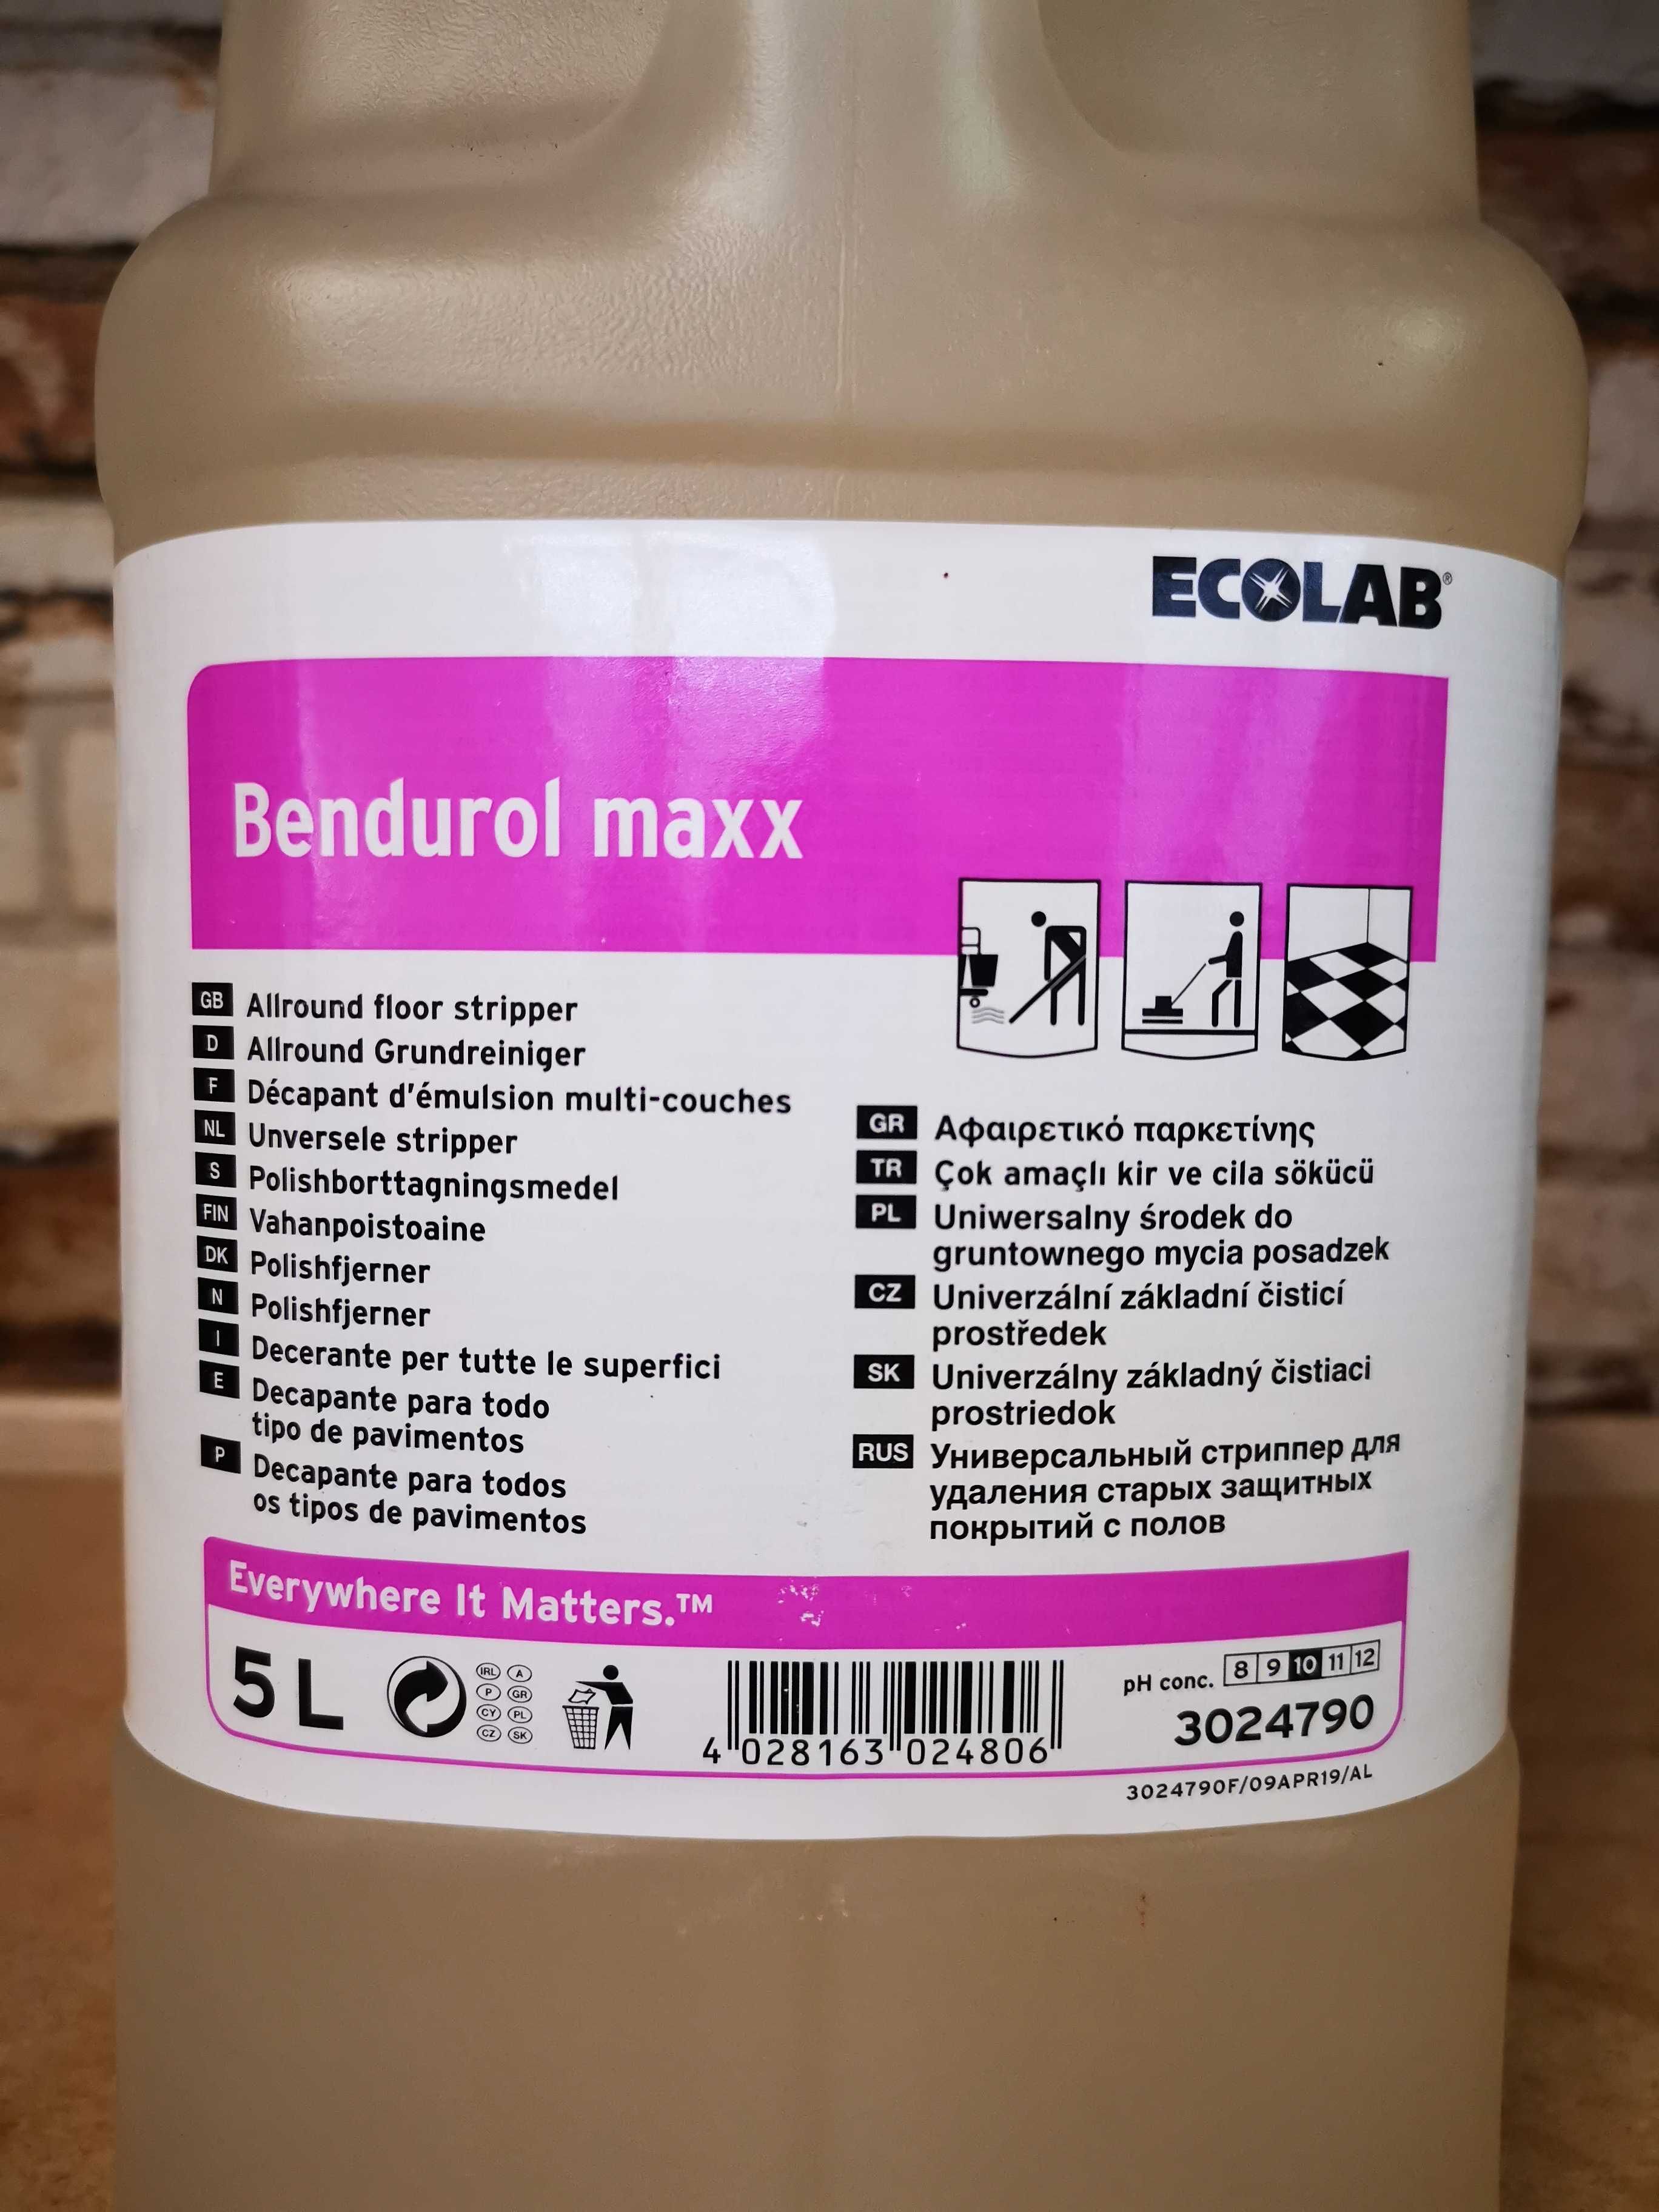 ECOLAB®
Bendurol maxx
GB Allround floor stripper
D Allround Grundreiniger
F Décapant d'émulsion multi-couches
NL Unversele stripper
S Polishborttagningsmedel
FIN Vahanpoistoaine
DK Polishfjerner
N Polishfjerner
I Decerante per tutte le superfici
E Decapante para todo
tipo de pavimentos
P Decapante para todos
os tipos de pavimentos
GR Αφαιρετικό παρκετίνης
TR Çok amaçlı kir ve cila sökücü
PL Uniwersalny środek do
gruntownego mycia posadzek
CZ Univerzální základní čisticí
prostředek
SK Univerzálny základný čistiaci
prostriedok
RUS Универсальный стриппер для
удаления старых защитных
покрытий с полов
Everywhere It Matters.™
5 L
IRL A
P GR
CY PL
CZ SK
4 028163 024806
pH conc. 8 9 10 11 12
3024790
3024790F/09APR19/AL